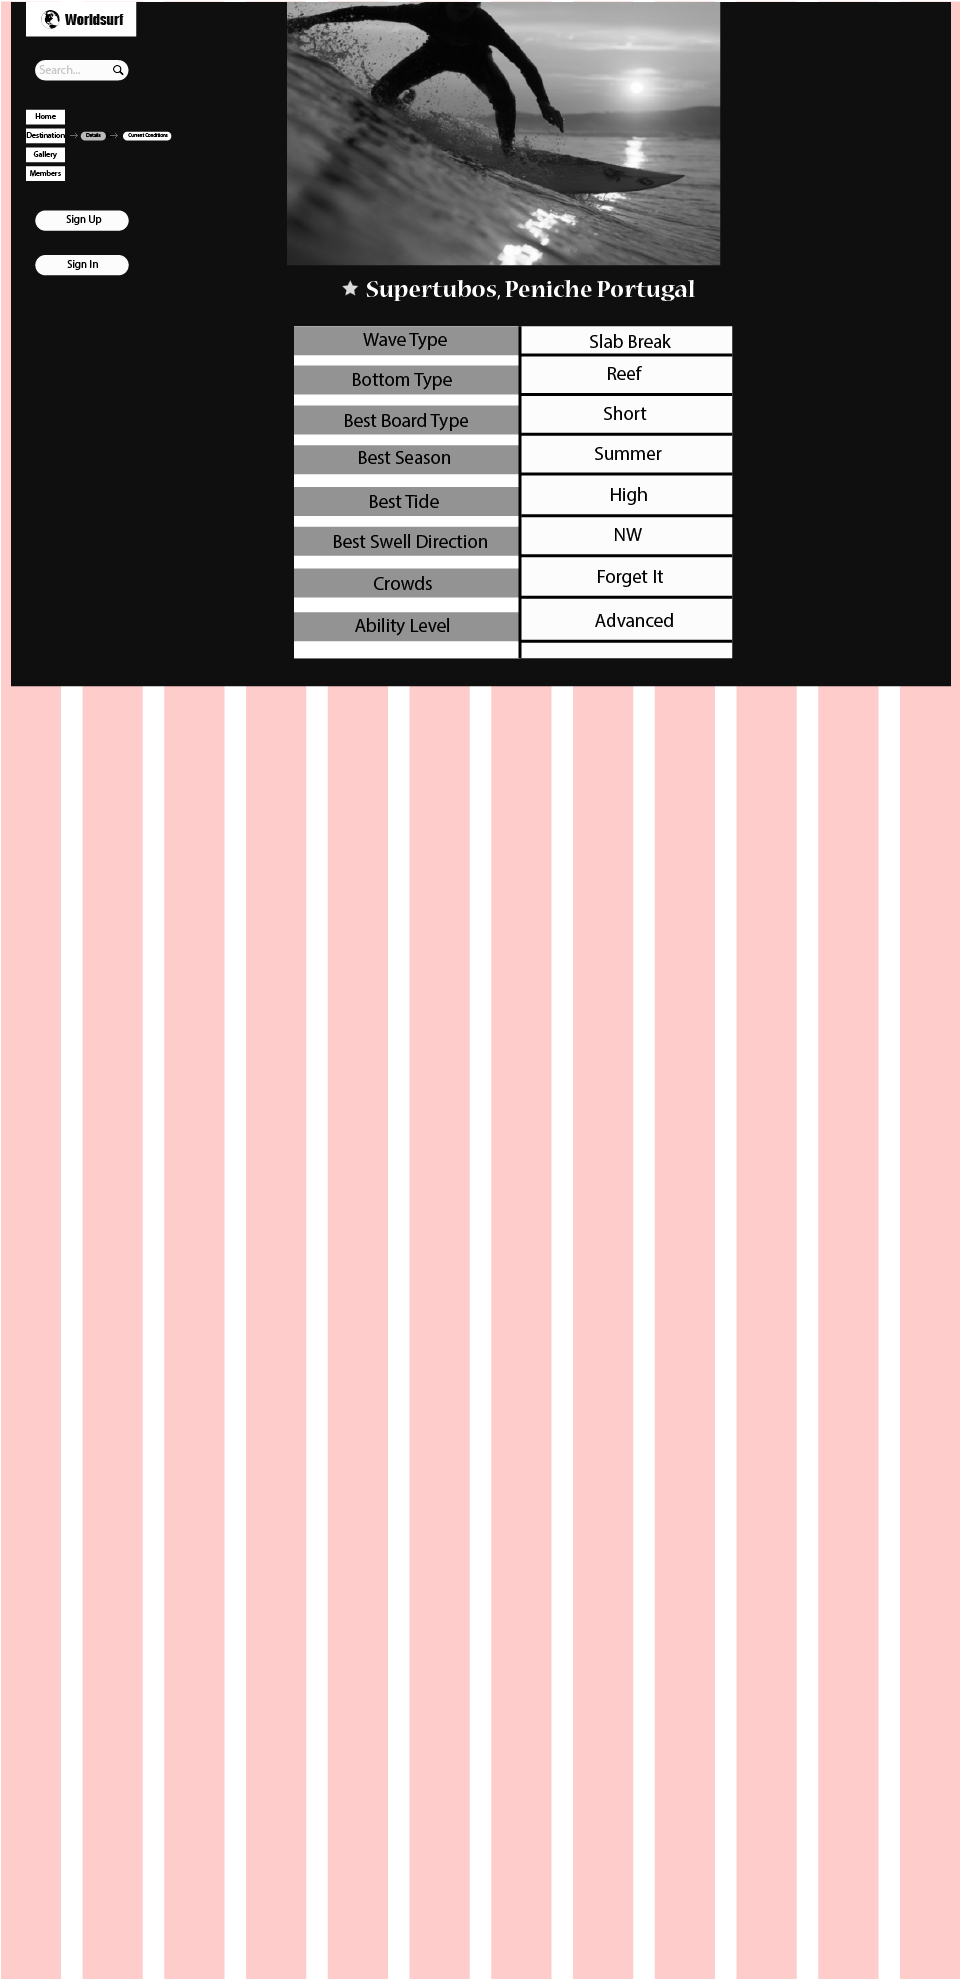 Worldsurf
Search...
Home
Destination
Details
Current Conditions
Gallery
Members
Sign Up
Sign In
Supertubos, Peniche Portugal
Wave Type
Slab Break
Bottom Type
Reef
Best Board Type
Short
Best Season
Summer
Best Tide
High
Best Swell Direction
NW
Crowds
Forget It
Ability Level
Advanced